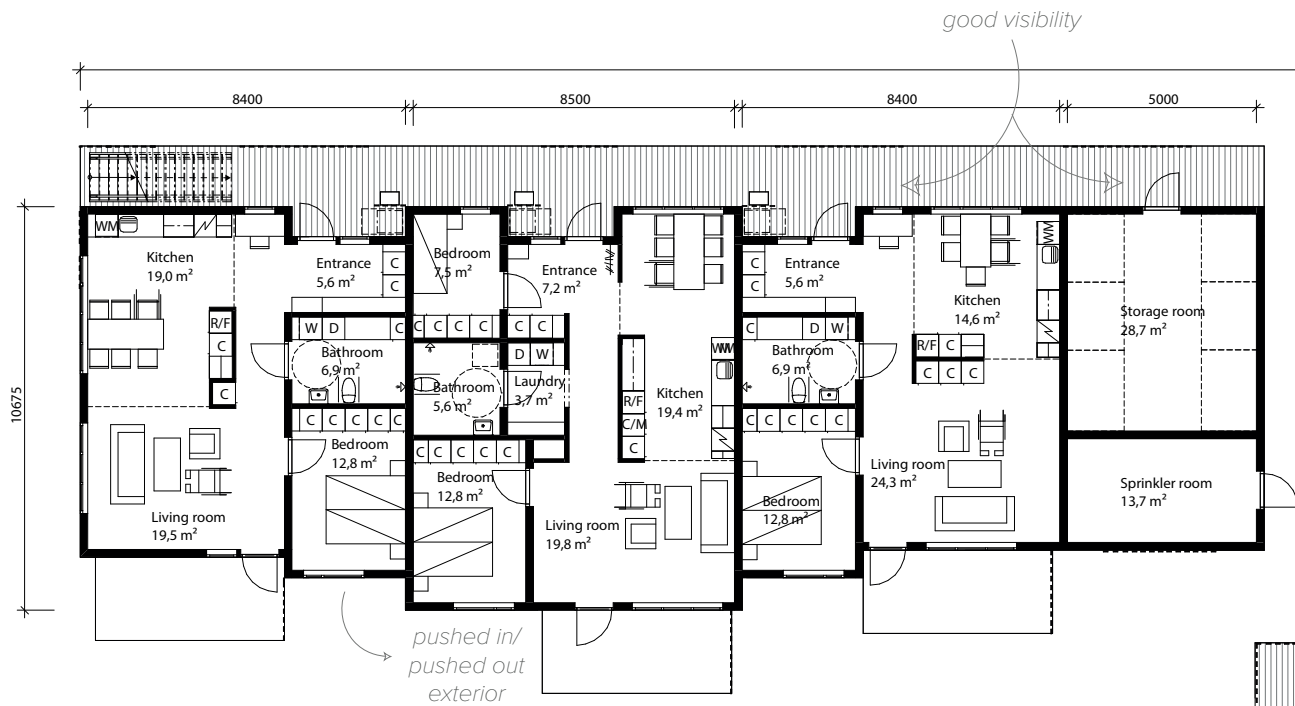 good visibility
8400
8500
8400
5000
10675
WM
Kitchen
19,0 m²
R/F
C
C
Living room
19,5 m²
Entrance
5,6 m²
C
C
W D C
Bathroom
6,9 m²
C C C C C
Bedroom
12,8 m²
Bedroom
7,5 m²
C C C C
Entrance
7,2 m²
C C
Bathroom
5,6 m²
D W
Laundry
3,7 m²
C C C C C
Bedroom
12,8 m²
WM
Kitchen
19,4 m²
R/F
C/M
C
Living room
19,8 m²
C
C
Entrance
5,6 m²
C D W
Bathroom
6,9 m²
C C C C C
Bedroom
12,8 m²
WM
Kitchen
14,6 m²
R/F C
C C C
Living room
24,3 m²
Storage room
28,7 m²
Sprinkler room
13,7 m²
pushed in/
pushed out
exterior